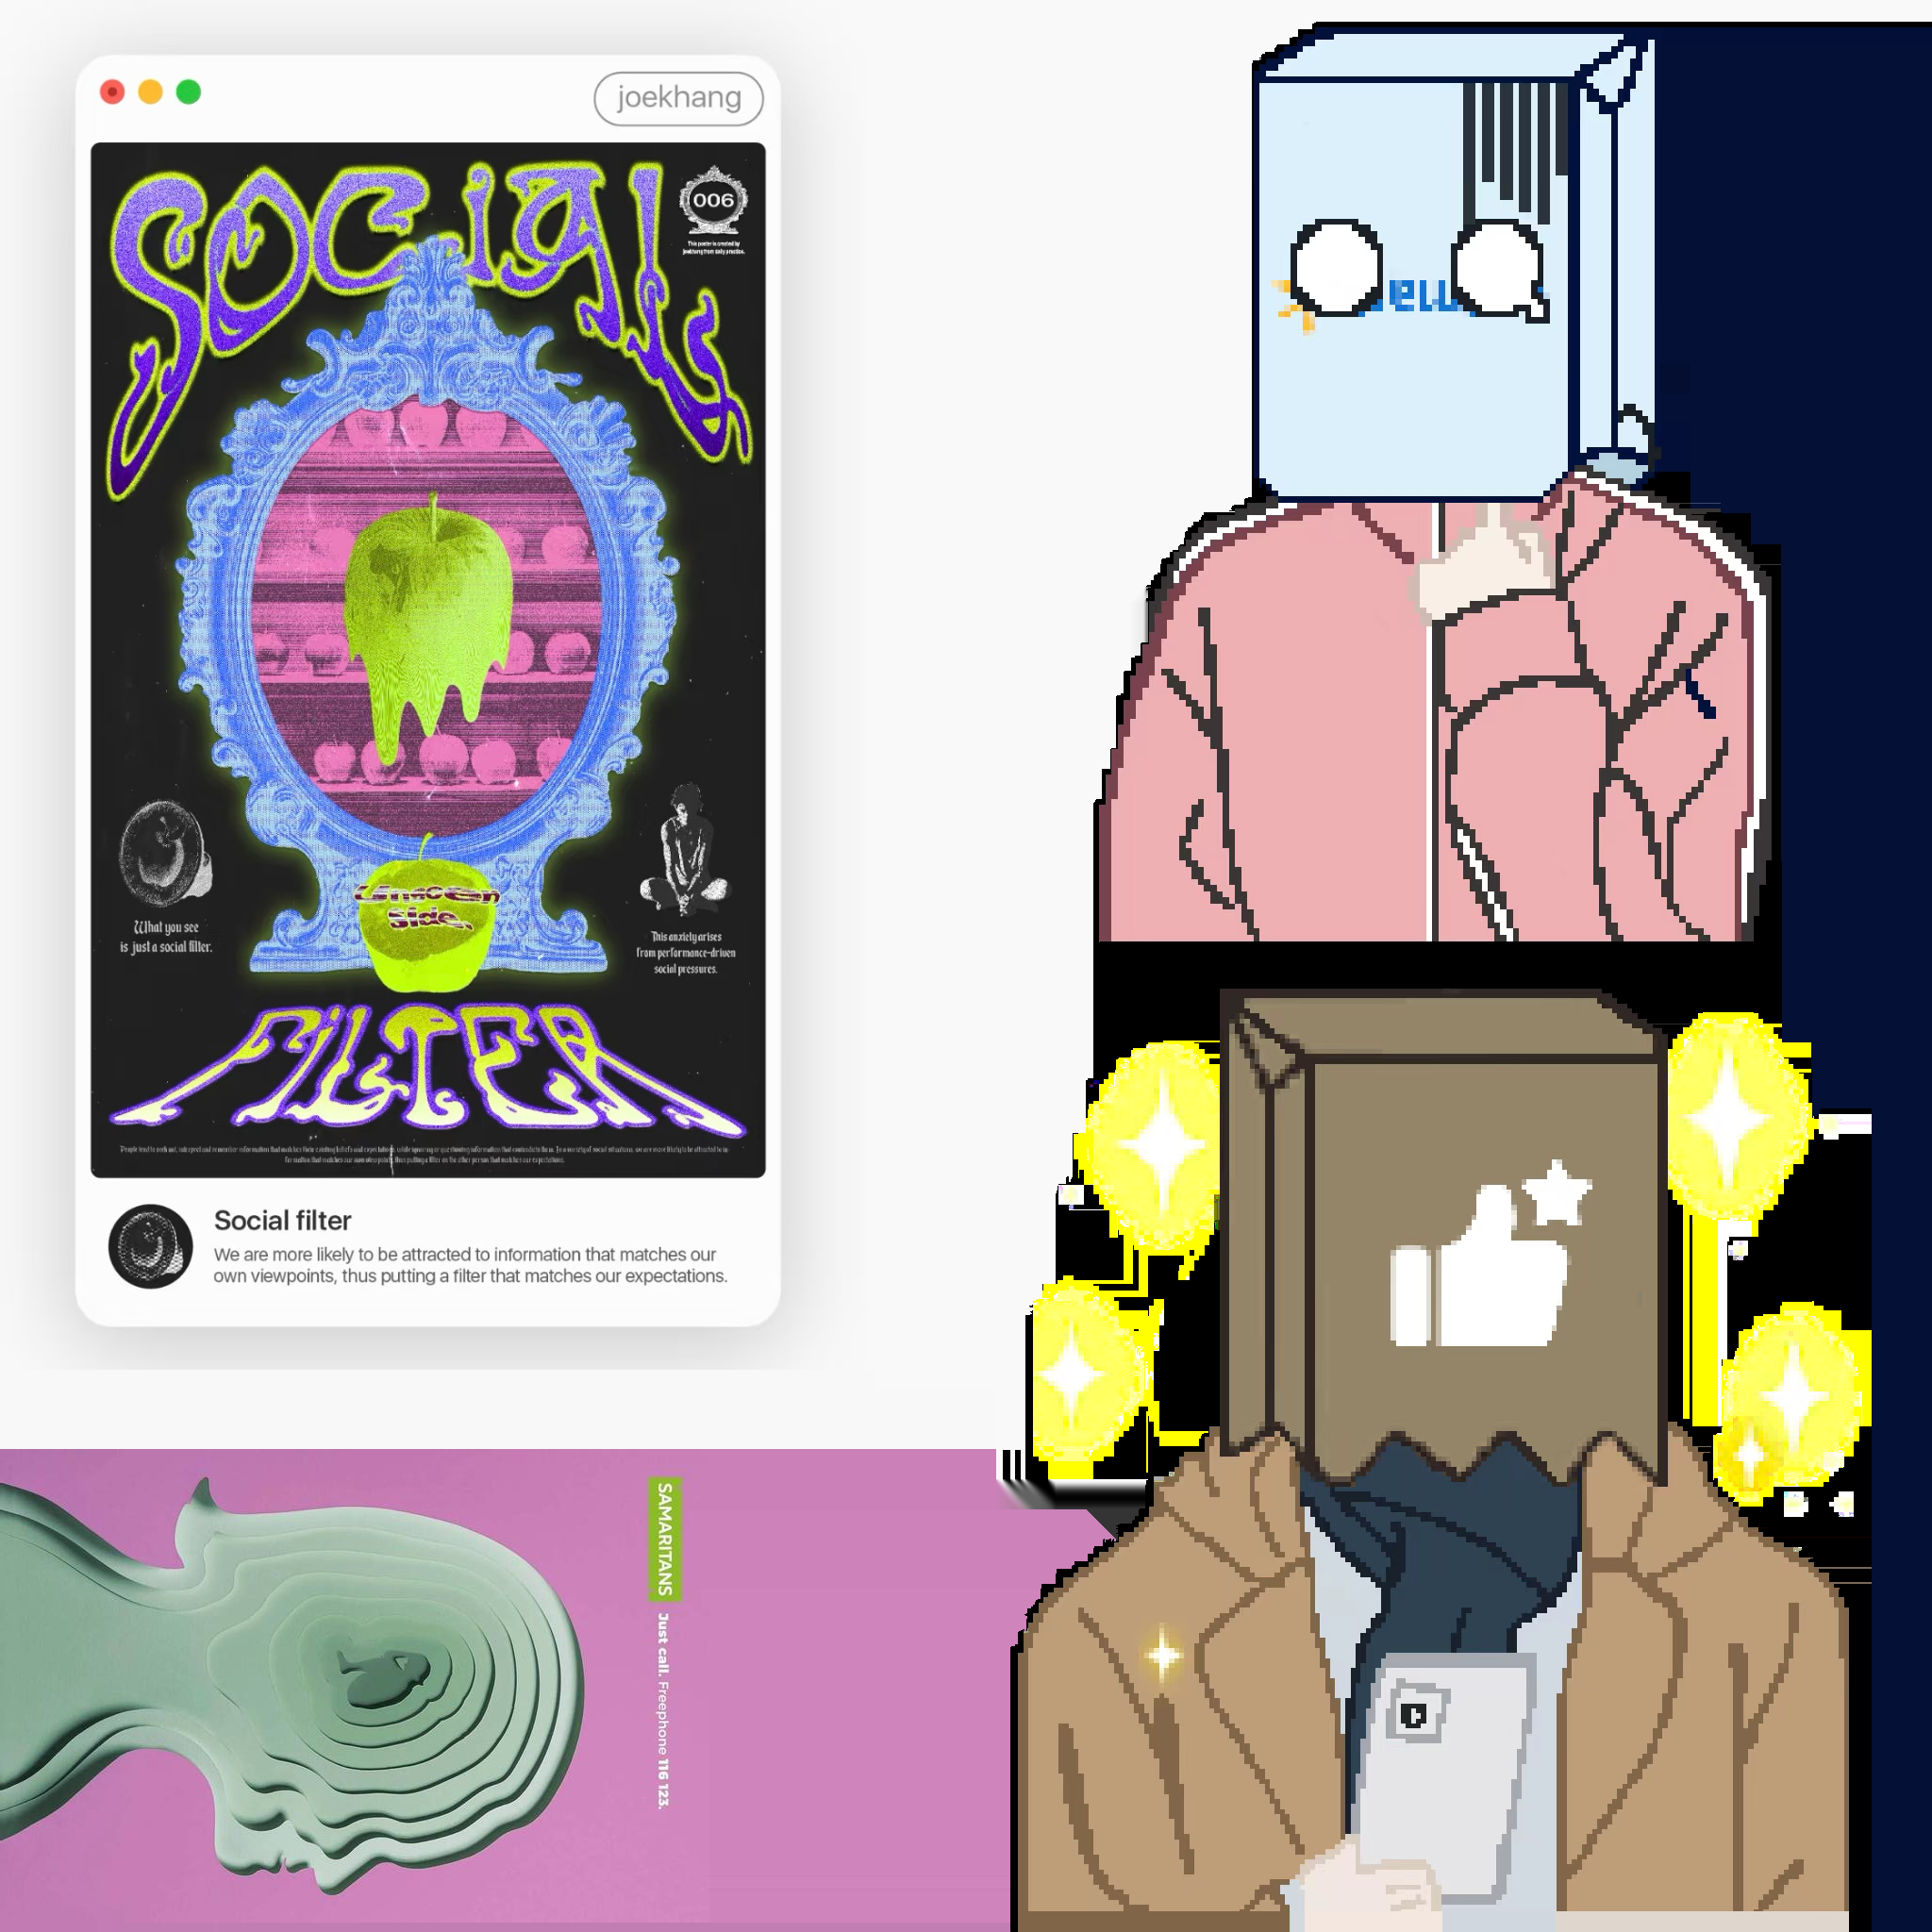 joekhang
SOCIAL
006
This poster is created by
joekhang from daily practice.
Unseen
Side.
What you see
is just a social filter.
This anxiety arises
from performance-driven
social pressures.
FILTER
Social filter
We are more likely to be attracted to information that matches our
own viewpoints, thus putting a filter that matches our expectations.
SAMARITANS Just call. Freephone 116 123.